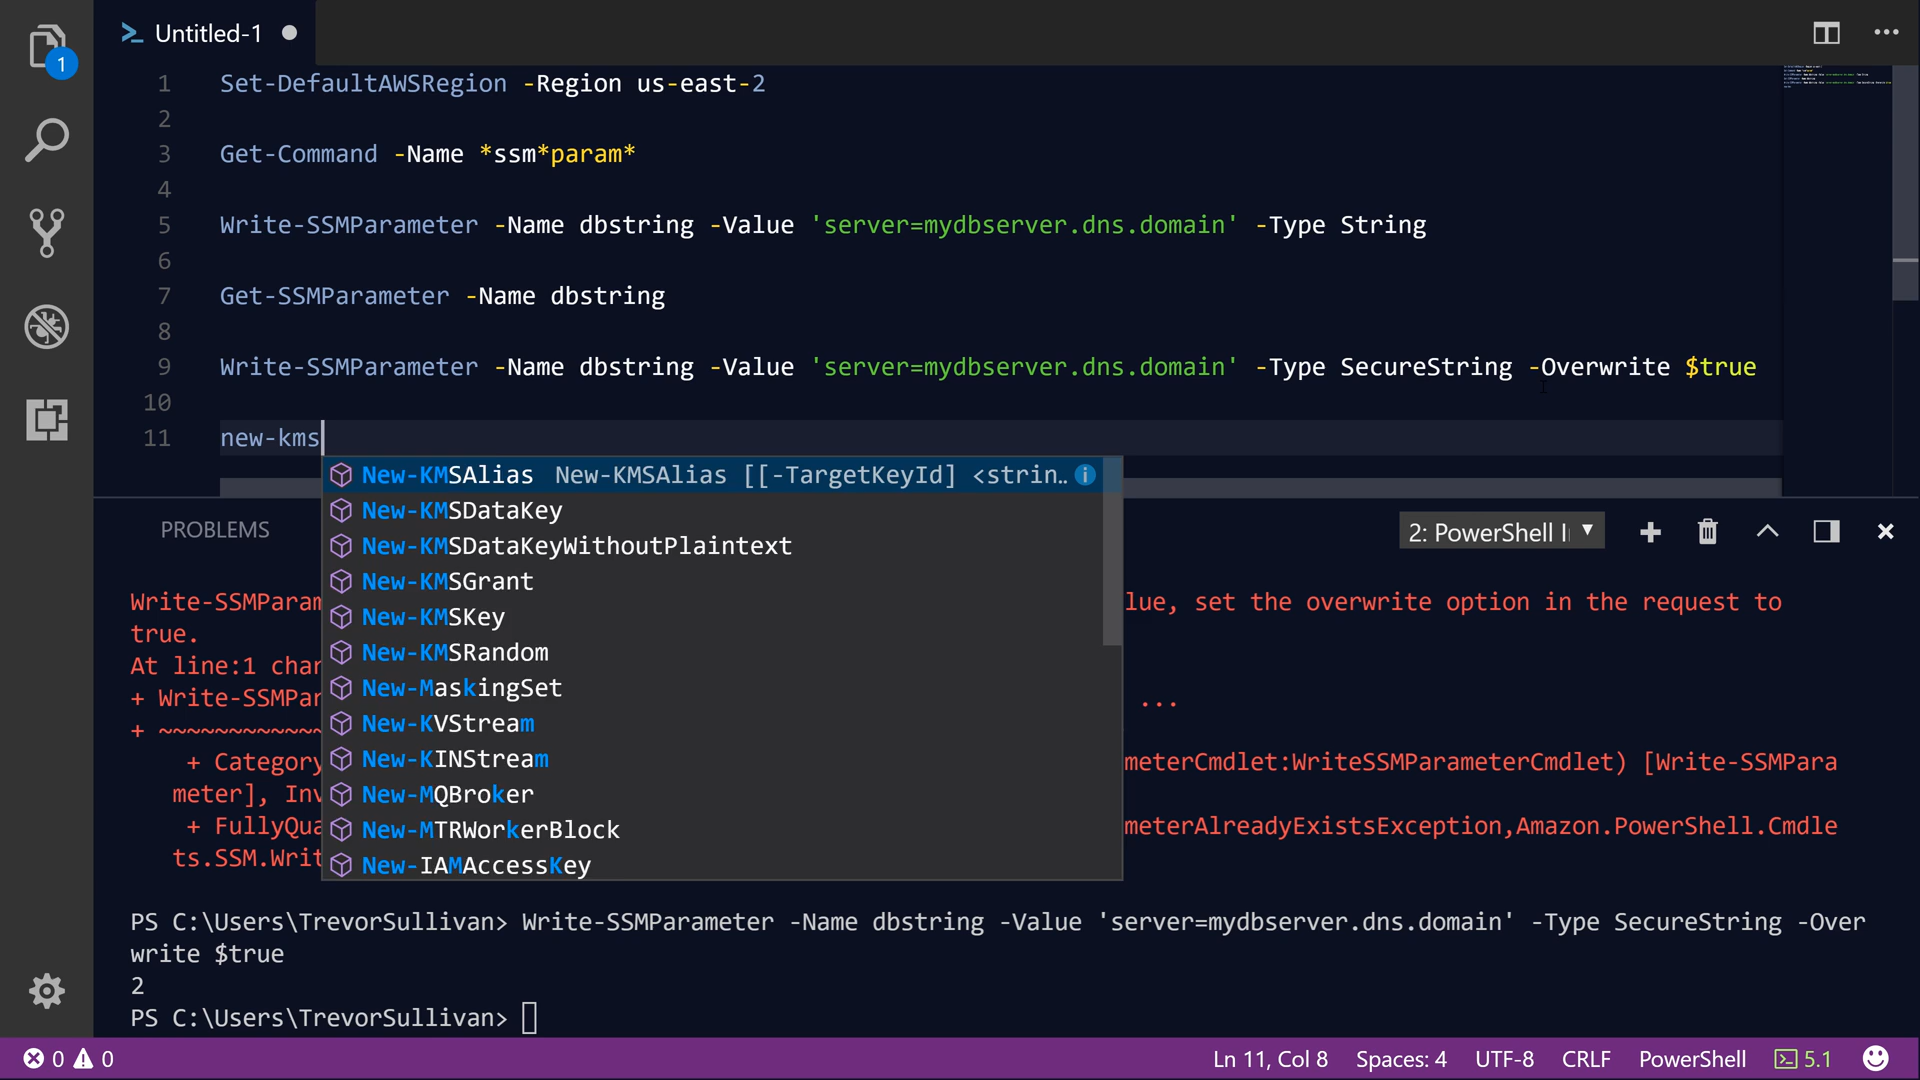 1
Untitled-1
1 Set-DefaultAWSRegion -Region us-east-2
2
3 Get-Command -Name *ssm*param*
4
5 Write-SSMParameter -Name dbstring -Value 'server=mydbserver.dns.domain' -Type String
6
7 Get-SSMParameter -Name dbstring
8
9 Write-SSMParameter -Name dbstring -Value 'server=mydbserver.dns.domain' -Type SecureString -Overwrite $true
10
11 new-kms
New-KMSAlias New-KMSAlias [[-TargetKeyId] <strin…
New-KMSDataKey
New-KMSDataKeyWithoutPlaintext
New-KMSGrant
New-KMSKey
New-KMSRandom
New-MaskingSet
New-KVStream
New-KINStream
New-MQBroker
New-MTRWorkerBlock
New-IAMAccessKey
PROBLEMS
2: PowerShell I
Write-SSMParam lue, set the overwrite option in the request to
true.
At line:1 char
+ Write-SSMPar ...
+ ~~~~~~~~~~~~
+ Category meterCmdlet:WriteSSMParameterCmdlet) [Write-SSMPara
meter], Inv
+ FullyQua meterAlreadyExistsException,Amazon.PowerShell.Cmdle
ts.SSM.Writ
PS C:\Users\TrevorSullivan> Write-SSMParameter -Name dbstring -Value 'server=mydbserver.dns.domain' -Type SecureString -Over
write $true
2
PS C:\Users\TrevorSullivan>
0 0 Ln 11, Col 8 Spaces: 4 UTF-8 CRLF PowerShell 5.1